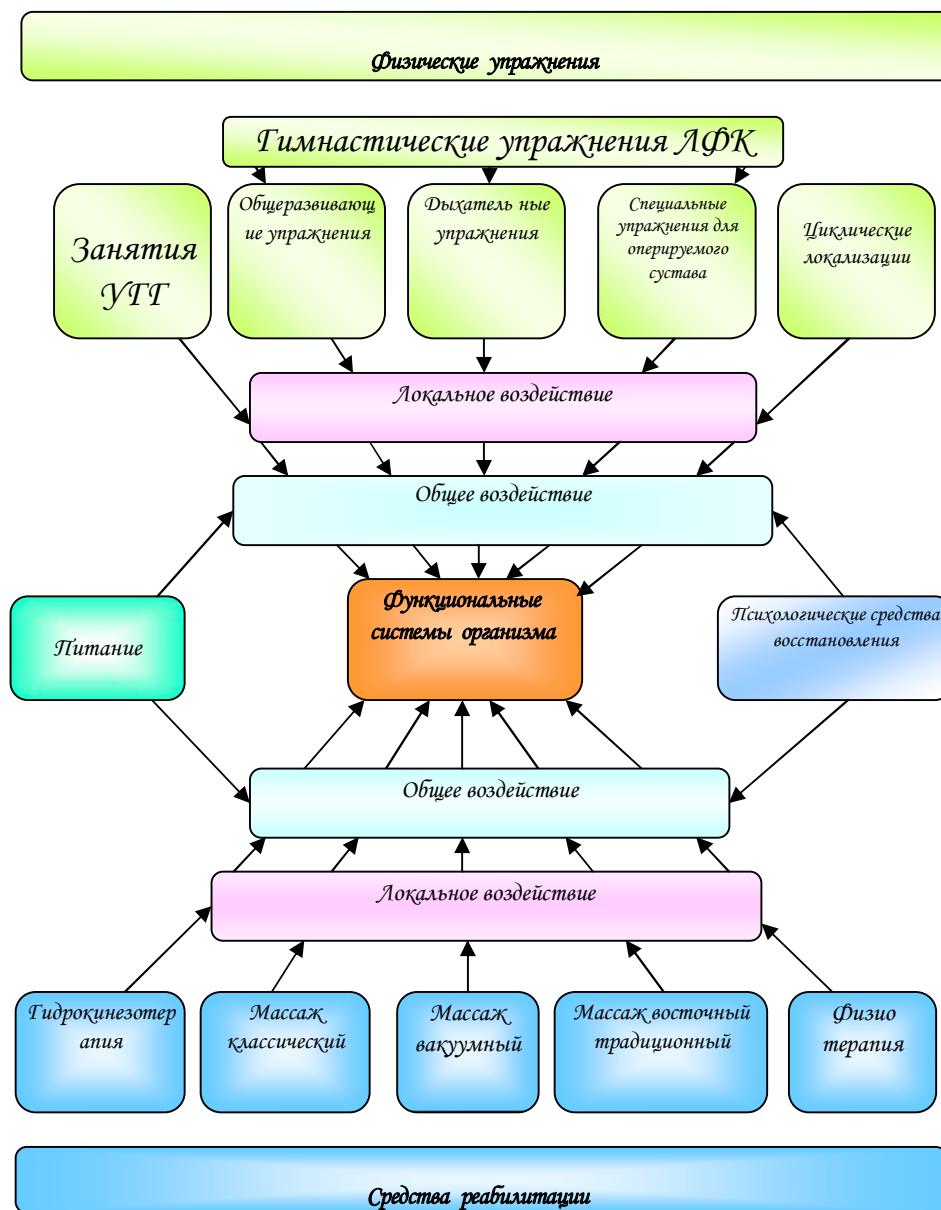 Физические упражнения
Гимнастические упражнения ЛФК
Занятия
УГГ
Общеразвивающ
ие упражнения
Дыхатель ные
упражнения
Специальные
упражнения для
оперируемого
сустава
Циклические
локализации
Локальное воздействие
Общее воздействие
Питание
Функциональные
системы организма
Психологические средства
восстановления
Общее воздействие
Локальное воздействие
Гидрокинезотер
апия
Массаж
классический
Массаж
вакуумный
Массаж восточный
традиционный
Физио
терапия
Средства реабилитации